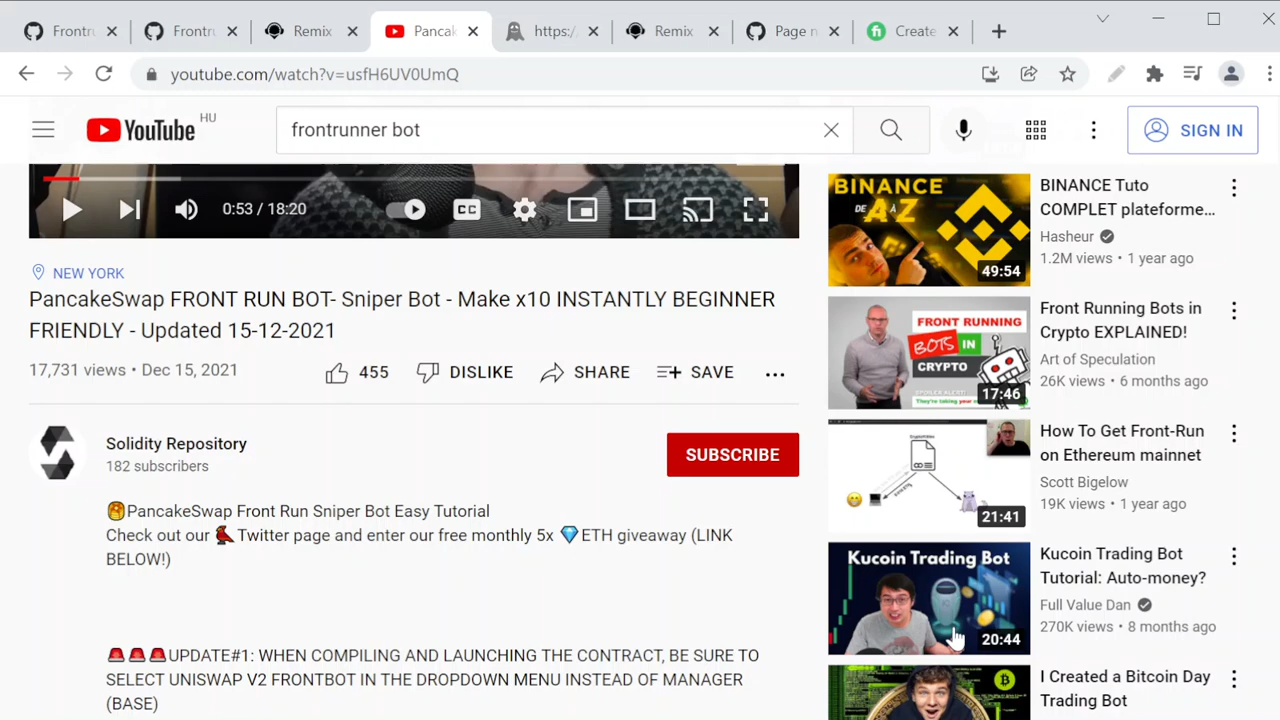 Frontru
Frontru
Remix
Pancak
https:/
Remix
Page n
Create
youtube.com/watch?v=usfH6UV0UmQ
YouTube
HU
frontrunner bot
SIGN IN
0:53 / 18:20
CC
NEW YORK
PancakeSwap FRONT RUN BOT- Sniper Bot - Make x10 INSTANTLY BEGINNER
FRIENDLY - Updated 15-12-2021
17,731 views • Dec 15, 2021
455
DISLIKE
SHARE
SAVE
Solidity Repository
182 subscribers
SUBSCRIBE
🥞PancakeSwap Front Run Sniper Bot Easy Tutorial
Check out our 🐦Twitter page and enter our free monthly 5x 💎ETH giveaway (LINK
BELOW!)
🚨🚨🚨UPDATE#1: WHEN COMPILING AND LAUNCHING THE CONTRACT, BE SURE TO
SELECT UNISWAP V2 FRONTBOT IN THE DROPDOWN MENU INSTEAD OF MANAGER
(BASE)
BINANCE
DE A À Z
49:54
BINANCE Tuto
COMPLET plateforme...
Hasheur
1.2M views • 1 year ago
FRONT RUNNING
BOTS IN
CRYPTO
17:46
Front Running Bots in
Crypto EXPLAINED!
Art of Speculation
26K views • 6 months ago
21:41
How To Get Front-Run
on Ethereum mainnet
Scott Bigelow
19K views • 1 year ago
Kucoin Trading Bot
20:44
Kucoin Trading Bot
Tutorial: Auto-money?
Full Value Dan
270K views • 8 months ago
I Created a Bitcoin Day
Trading Bot